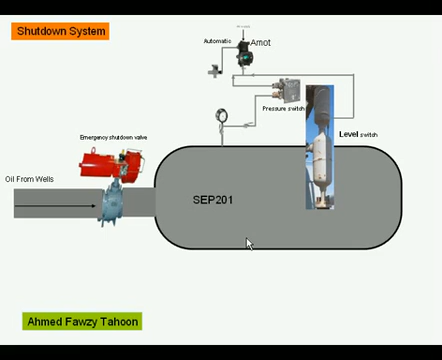 Shutdown System
Automatic
Amot
Pressure switch
Level switch
Emergency shutdown valve
Oil From Wells
SEP201
Ahmed Fawzy Tahoon